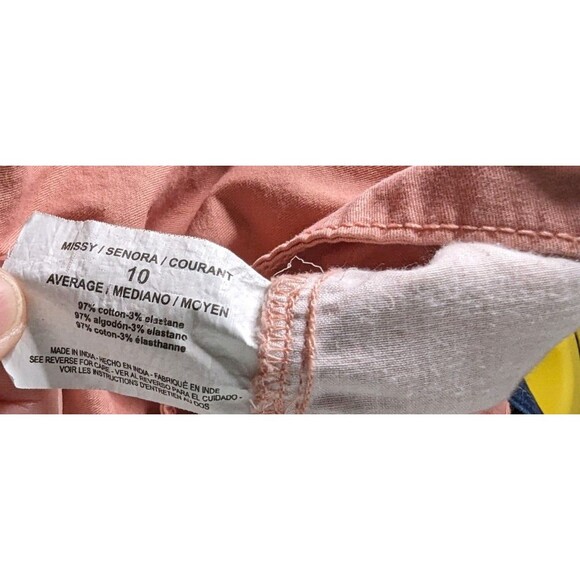 MISSY / SENORA / COURANT
10
AVERAGE / MEDIANO / MOYEN
97% cotton-3% elastane
97% algodón-3% elastano
97% coton-3% élasthanne
MADE IN INDIA - HECHO EN INDIA - FABRIQUÉ EN INDE
SEE REVERSE FOR CARE - VER AL REVERSO PARA EL CUIDADO -
VOIR LES INSTRUCTIONS D'ENTRETIEN AU DOS